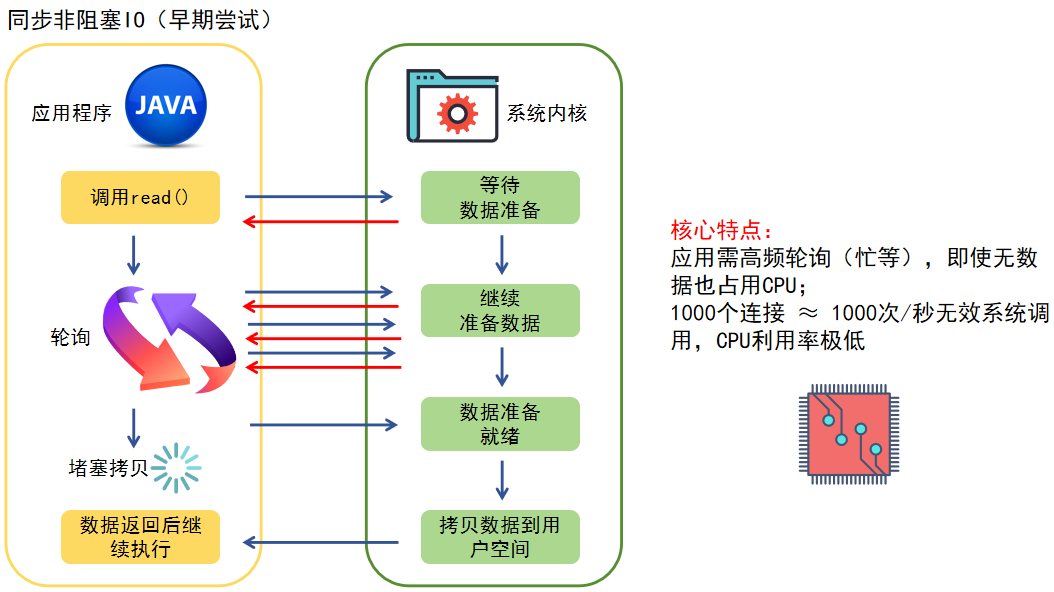 同步非阻塞IO（早期尝试）
应用程序
JAVA
系统内核
调用read()
等待
数据准备
继续
准备数据
轮询
数据准备
就绪
堵塞拷贝
数据返回后继
续执行
拷贝数据到用
户空间
核心特点：
应用需高频轮询（忙等），即使无数
据也占用CPU；
1000个连接 ≈ 1000次/秒无效系统调
用，CPU利用率极低